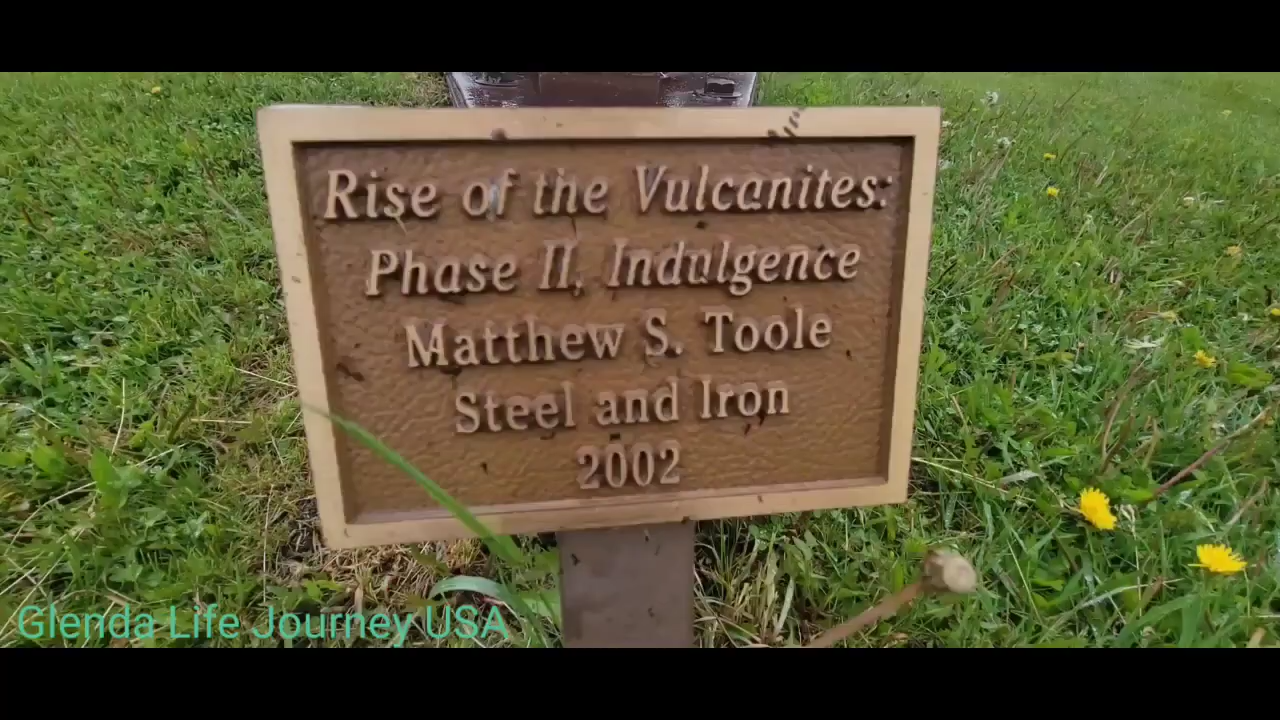 Rise of the Vulcanites:
Phase II, Indulgence
Matthew S. Toole
Steel and Iron
2002
Glenda Life Journey USA